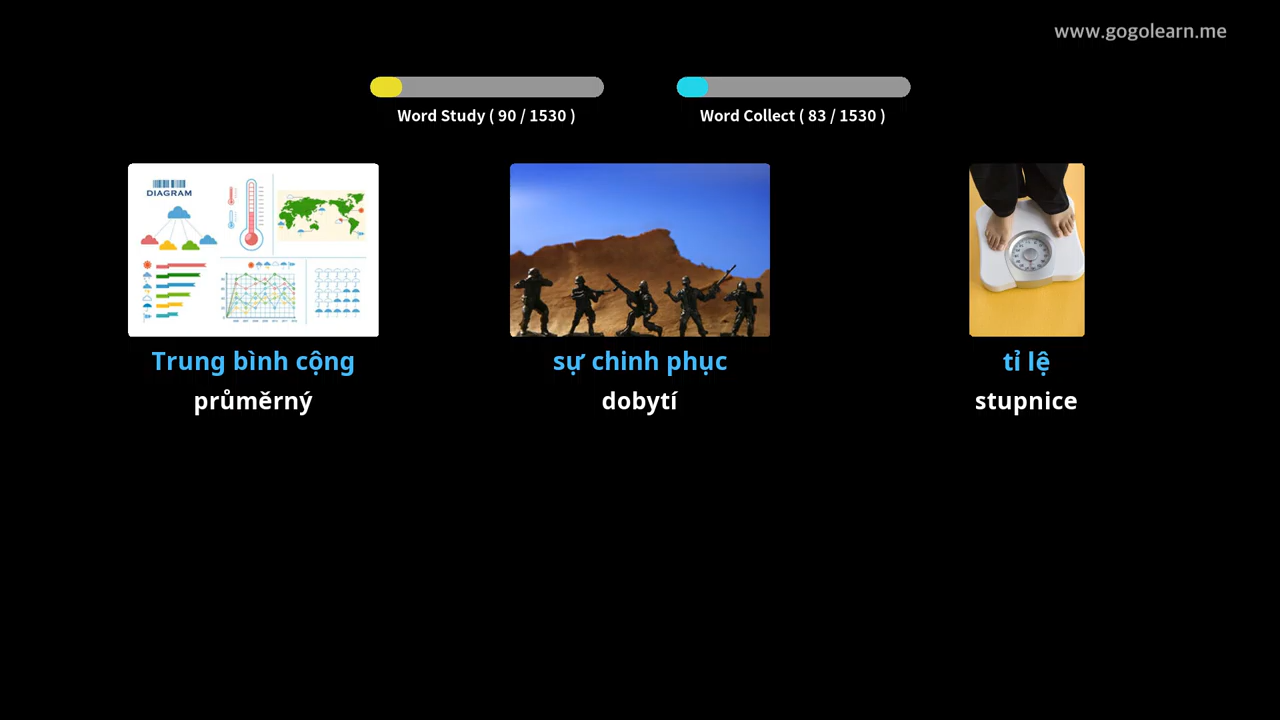 www.gogolearn.me
Word Study ( 90 / 1530 )
Word Collect ( 83 / 1530 )
DIAGRAM
Trung bình cộng
sự chinh phục
tỉ lệ
průměrný
dobytí
stupnice